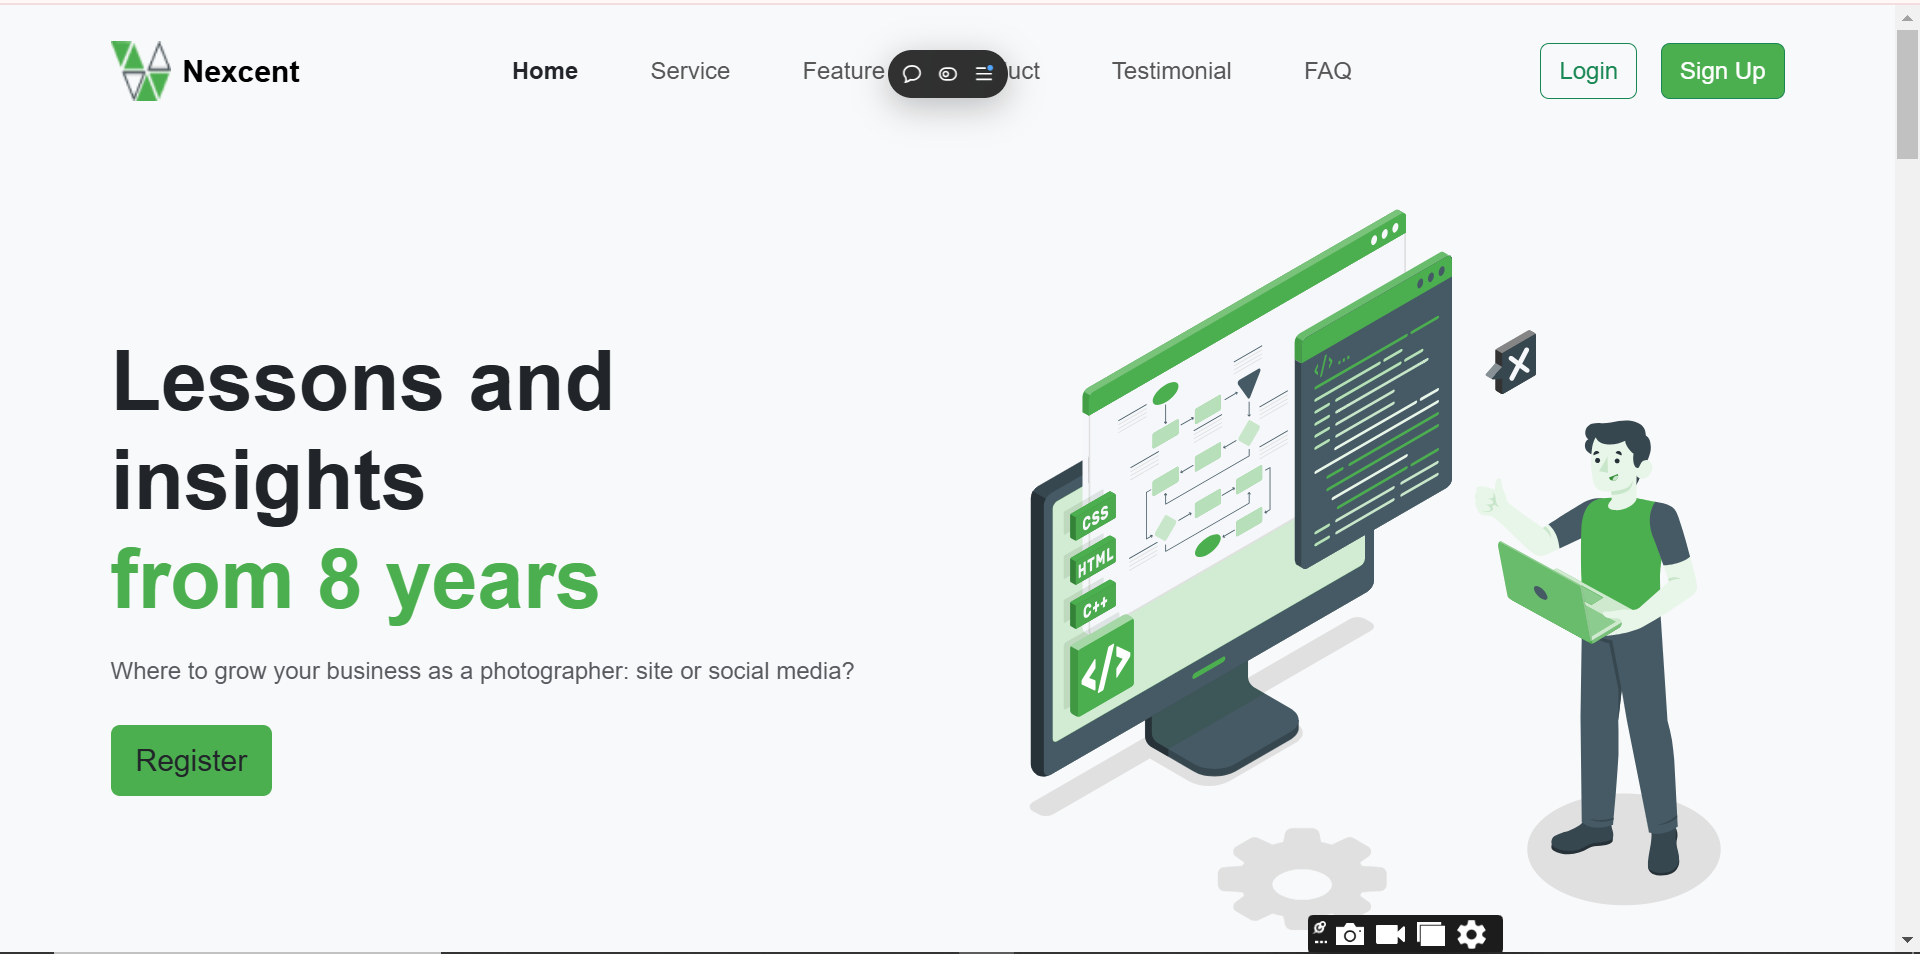 Nexcent
Home Service Feature uct Testimonial FAQ
Login Sign Up
Lessons and
insights
from 8 years
Where to grow your business as a photographer: site or social media?
Register
CSS
HTML
C++
</>
</>